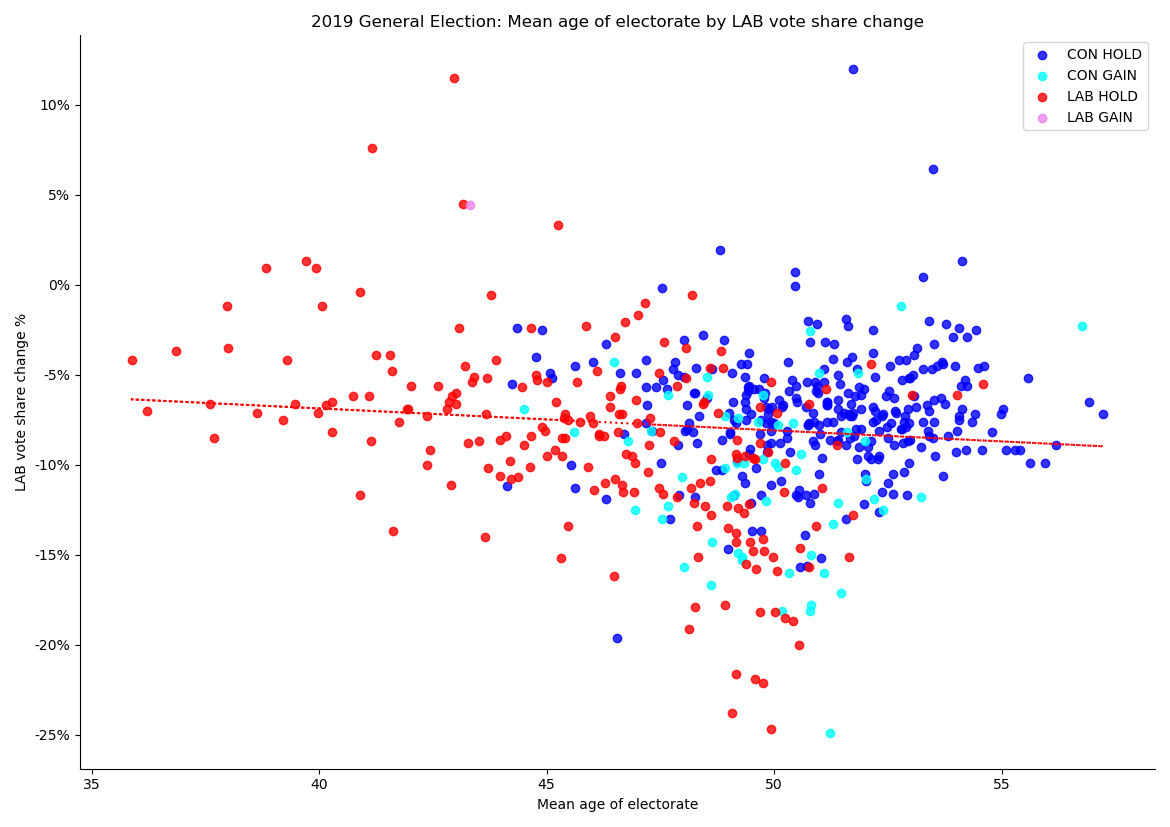 2019 General Election: Mean age of electorate by LAB vote share change
CON HOLD
CON GAIN
LAB HOLD
LAB GAIN
10%
5%
0%
-5%
-10%
-15%
-20%
-25%
LAB vote share change %
35
40
45
50
55
Mean age of electorate